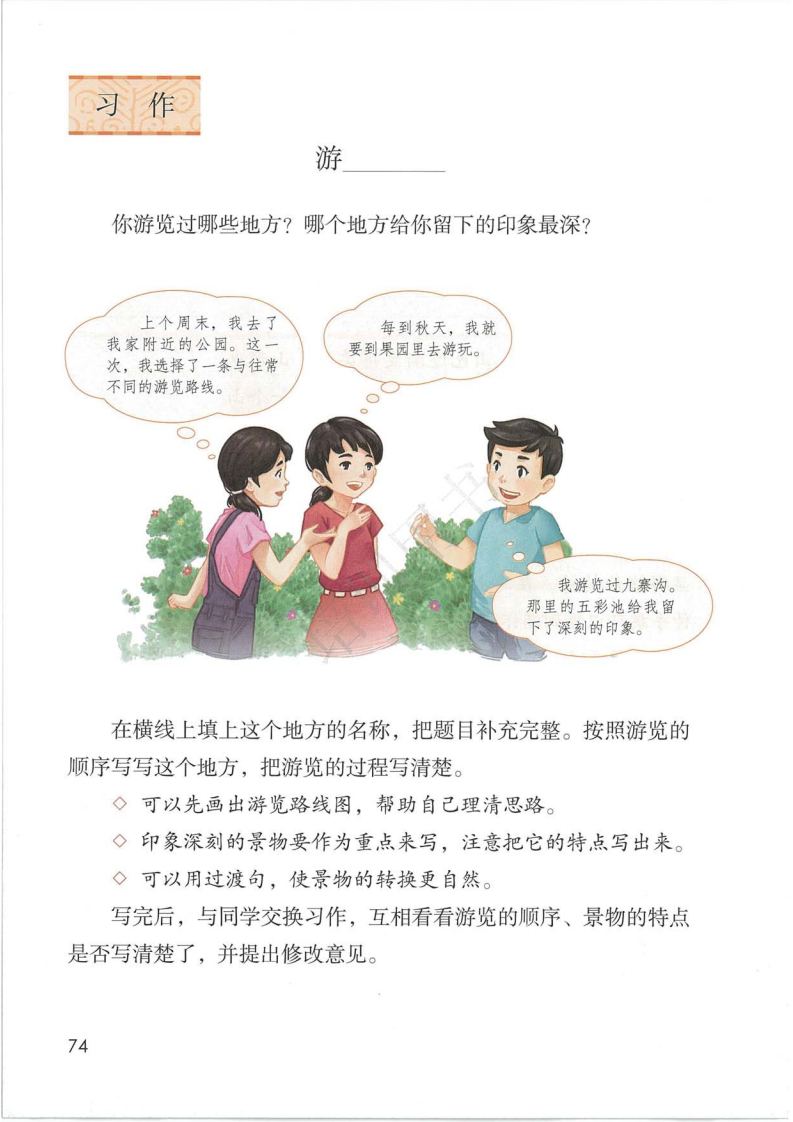 习作
游________
你游览过哪些地方？哪个地方给你留下的印象最深？
上个周末，我去了
我家附近的公园。这一
次，我选择了一条与往常
不同的游览路线。
每到秋天，我就
要到果园里去游玩。
我游览过九寨沟。
那里的五彩池给我留
下了深刻的印象。
在横线上填上这个地方的名称，把题目补充完整。按照游览的
顺序写写这个地方，把游览的过程写清楚。
◇ 可以先画出游览路线图，帮助自己理清思路。
◇ 印象深刻的景物要作为重点来写，注意把它的特点写出来。
◇ 可以用过渡句，使景物的转换更自然。
写完后，与同学交换习作，互相看看游览的顺序、景物的特点
是否写清楚了，并提出修改意见。
74